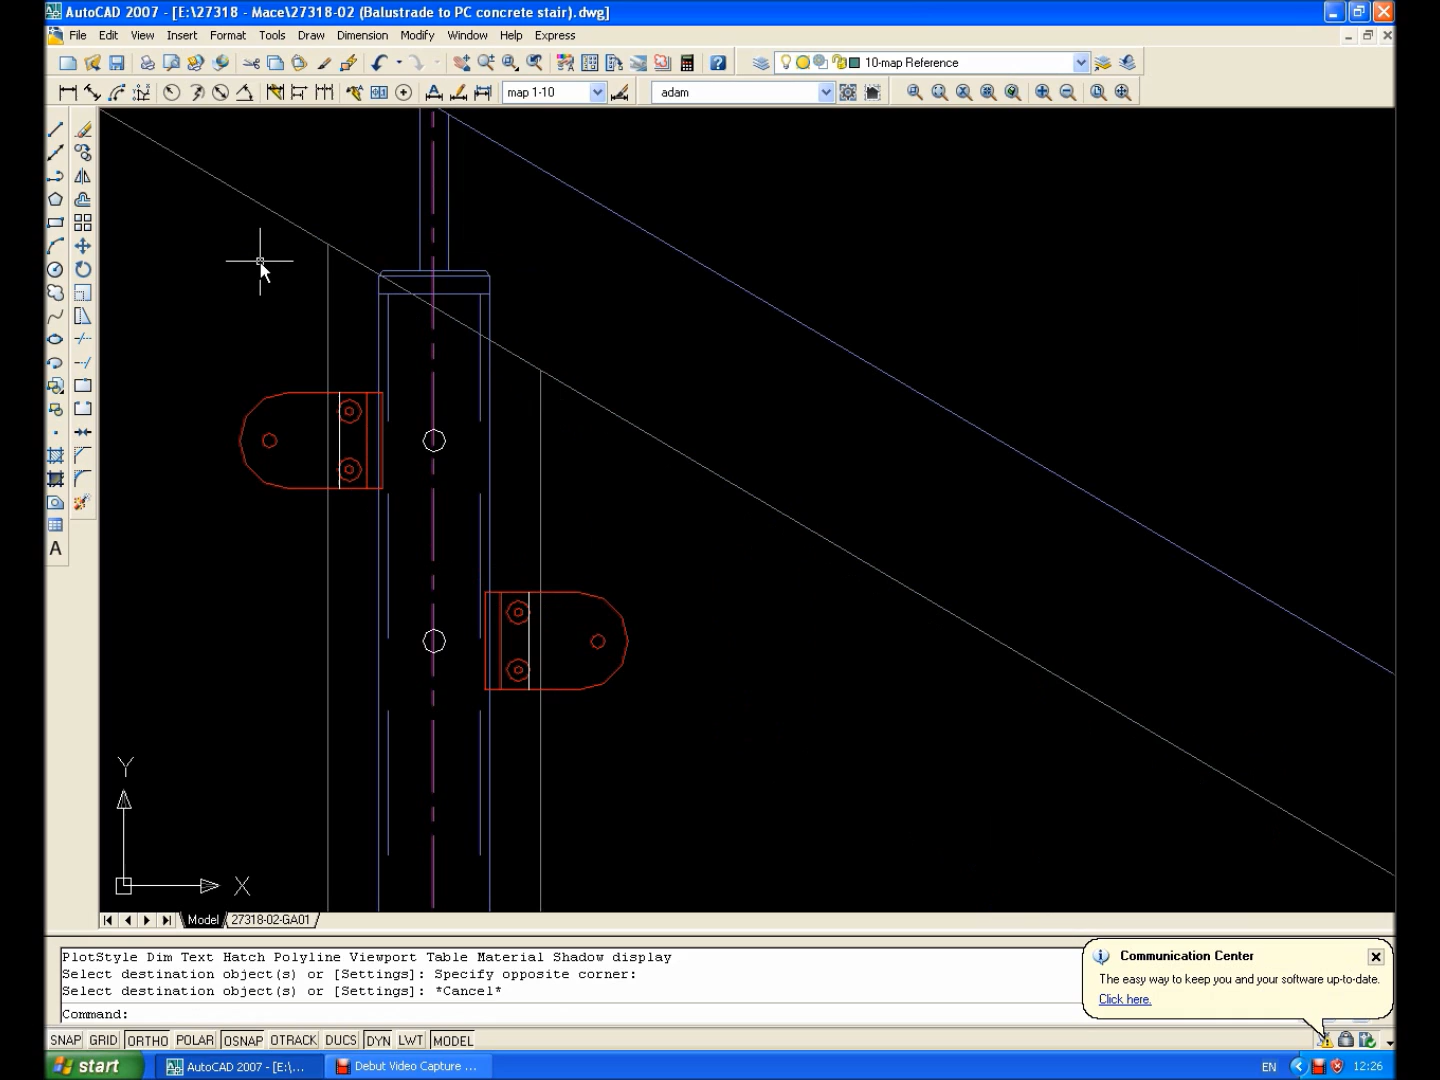 AutoCAD 2007 - [E:\27318 - Mace\27318-02 (Balustrade to PC concrete stair).dwg]
File Edit View Insert Format Tools Draw Dimension Modify Window Help Express
10-map Reference
map 1-10 adam
A
Y
X
Model 27318-02-GA01
PlotStyle Dim Text Hatch Polyline Viewport Table Material Shadow display
Select destination object(s) or [Settings]: Specify opposite corner:
Select destination object(s) or [Settings]: *Cancel*
Command:
Communication Center
The easy way to keep you and your software up-to-date.
Click here.
SNAP GRID ORTHO POLAR OSNAP OTRACK DUCS DYN LWT MODEL
start AutoCAD 2007 - [E:\... Debut Video Capture ... EN 12:26